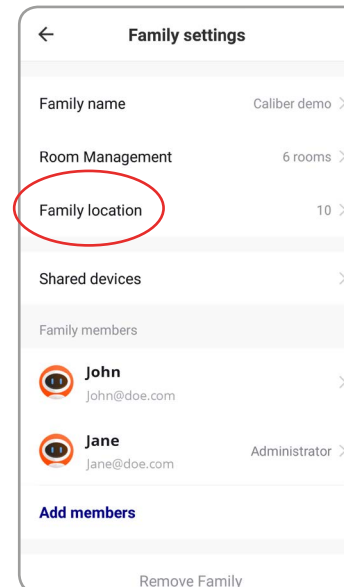 Family settings
Family name Caliber demo
Room Management 6 rooms
Family location 10
Shared devices
Family members
John
John@doe.com
Jane
Jane@doe.com
Administrator
Add members
Remove Family